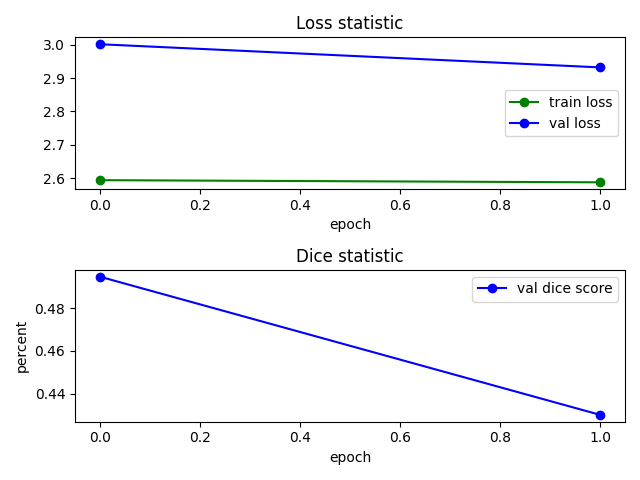 Loss statistic
3.0
2.9
2.8
2.7
2.6
train loss
val loss
0.0 0.2 0.4 0.6 0.8 1.0
epoch
Dice statistic
percent
0.48
0.46
0.44
val dice score
0.0 0.2 0.4 0.6 0.8 1.0
epoch